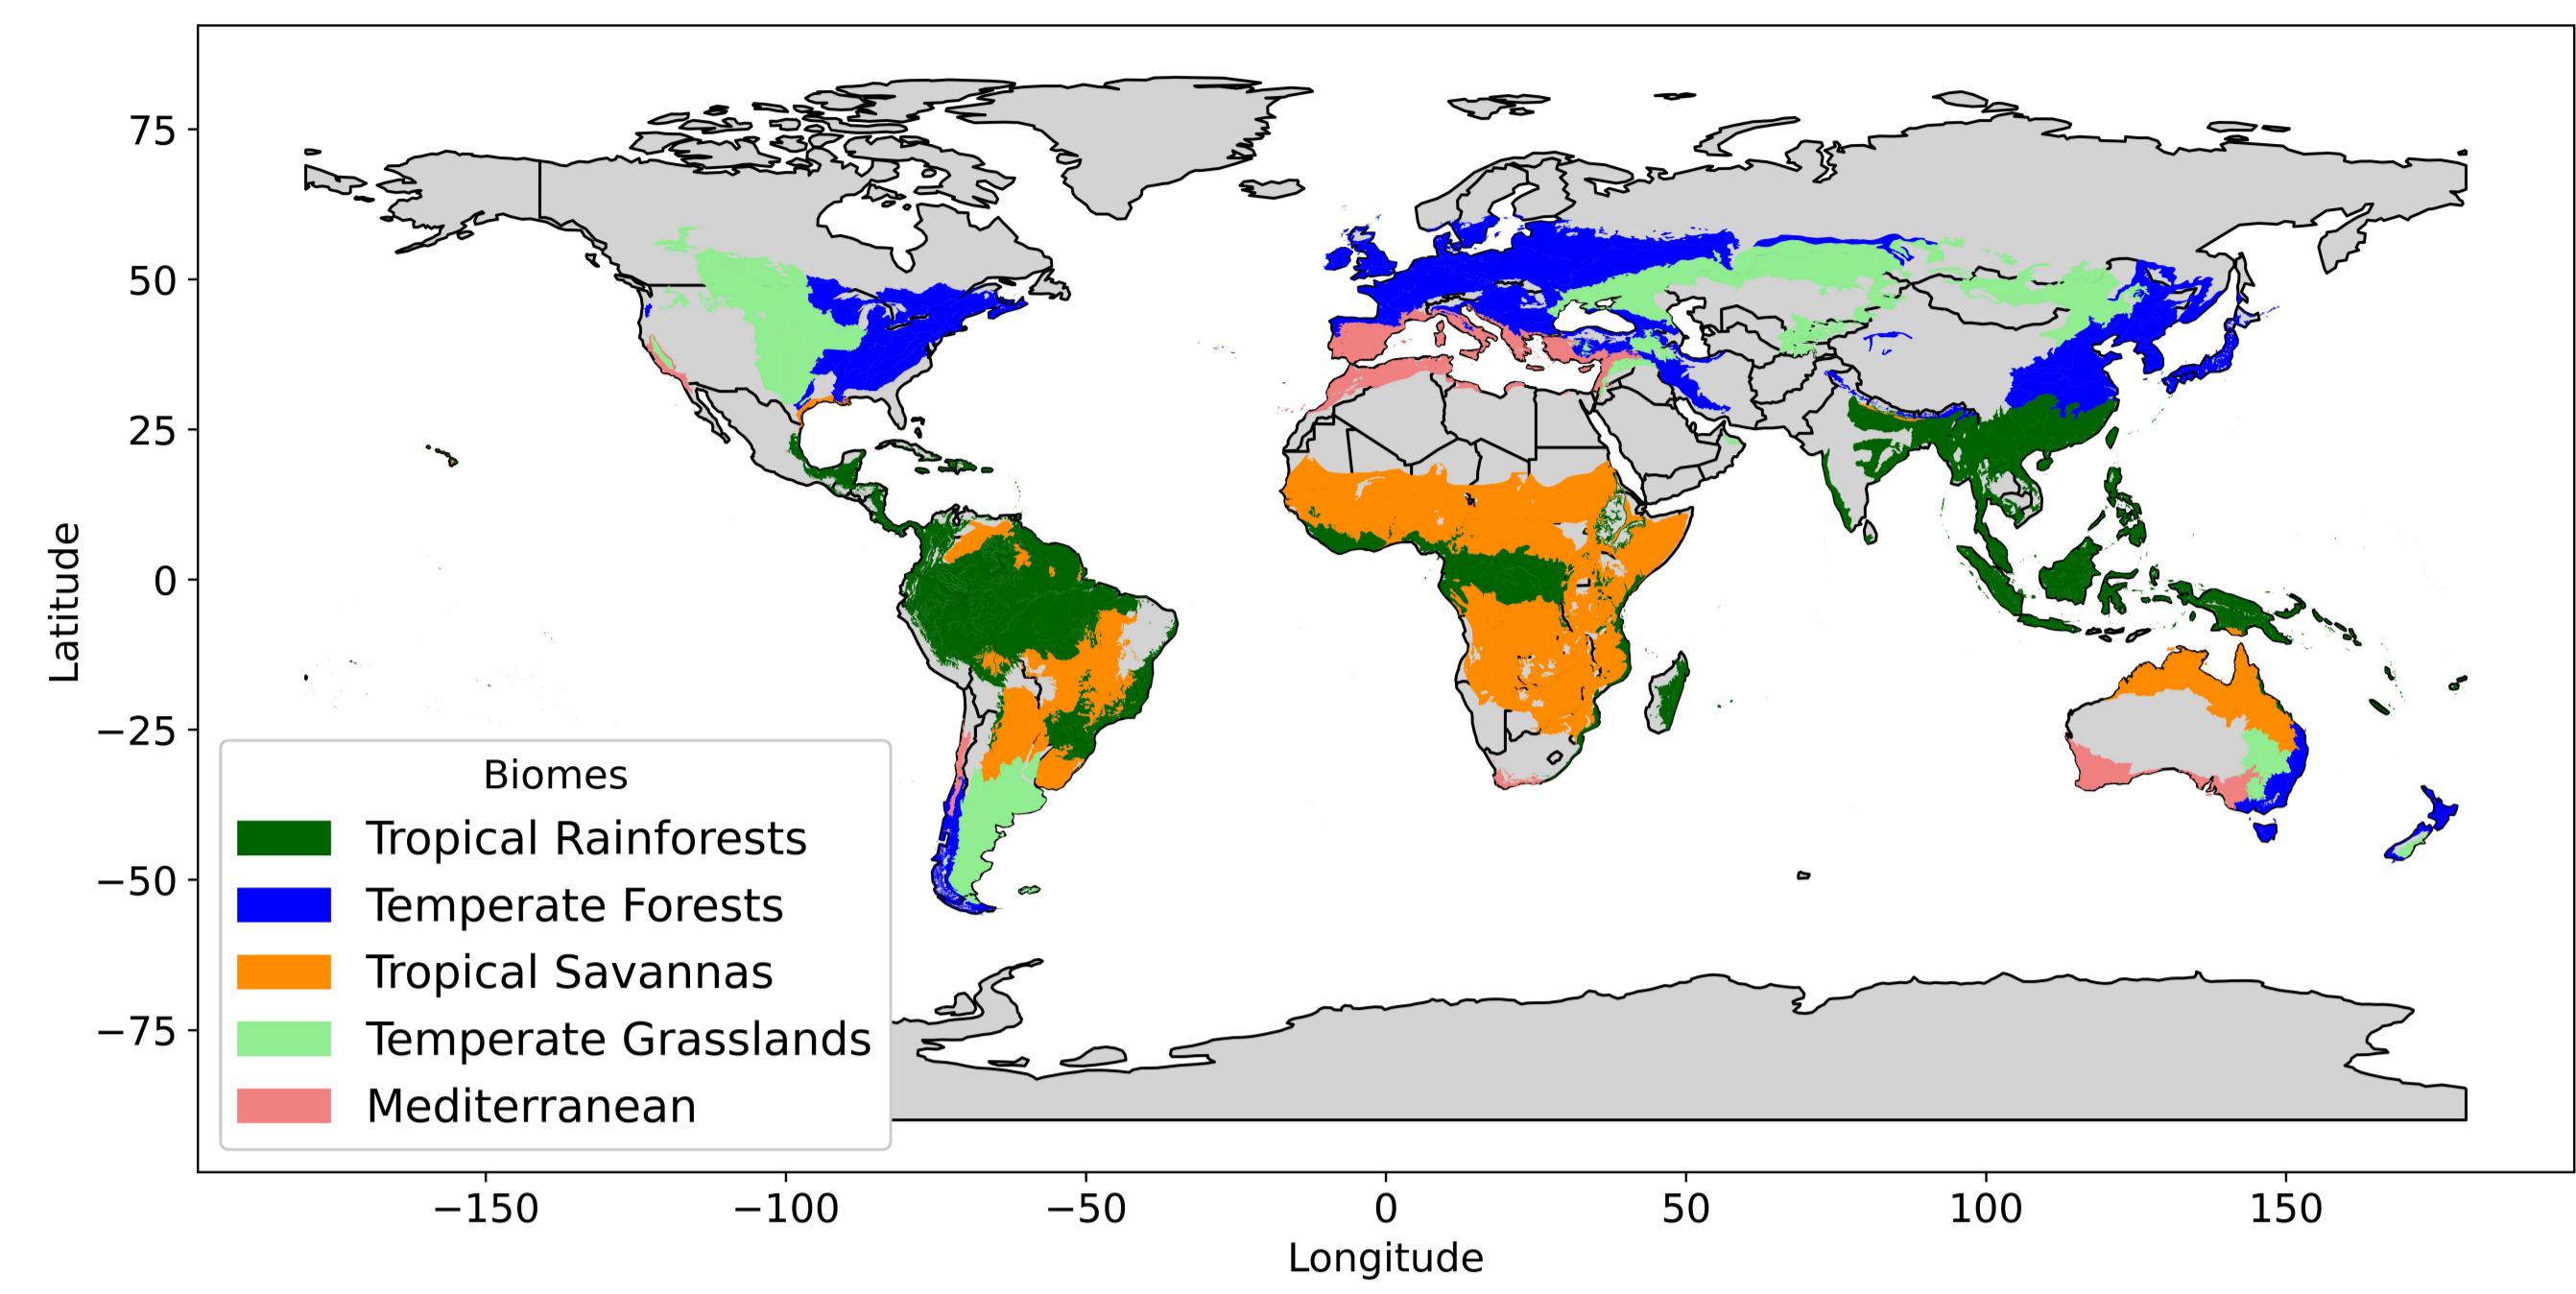 75
50
25
0
−25
−50
−75
Latitude
Biomes
Tropical Rainforests
Temperate Forests
Tropical Savannas
Temperate Grasslands
Mediterranean
−150 −100 −50 0 50 100 150
Longitude